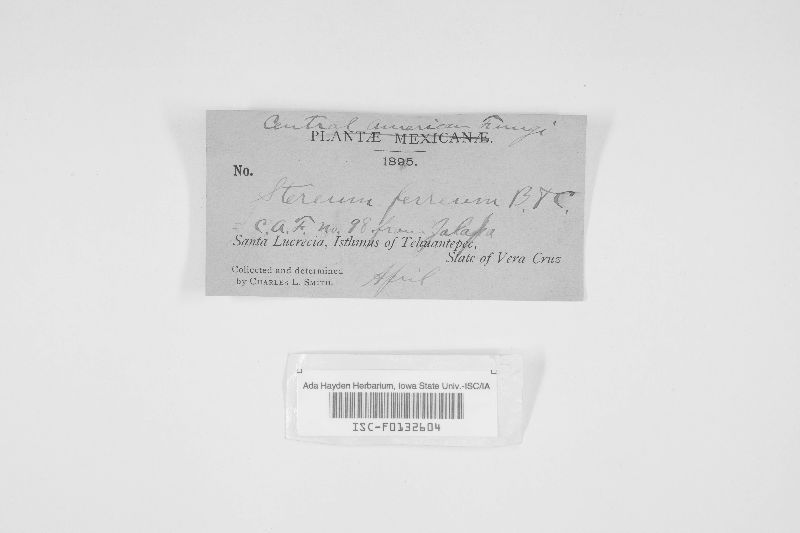 Central American Fungi
PLANTÆ MEXICANÆ.
1895.
No.
Stereum ferreum B. & C.
= C.A.F. No. 98 from Jalapa
Santa Lucrecia, Isthmus of Tehuantepec,
State of Vera Cruz
April
Collected and determined
by CHARLES L. SMITH.
Ada Hayden Herbarium, Iowa State Univ.-ISC/IA
ISC-F0132604